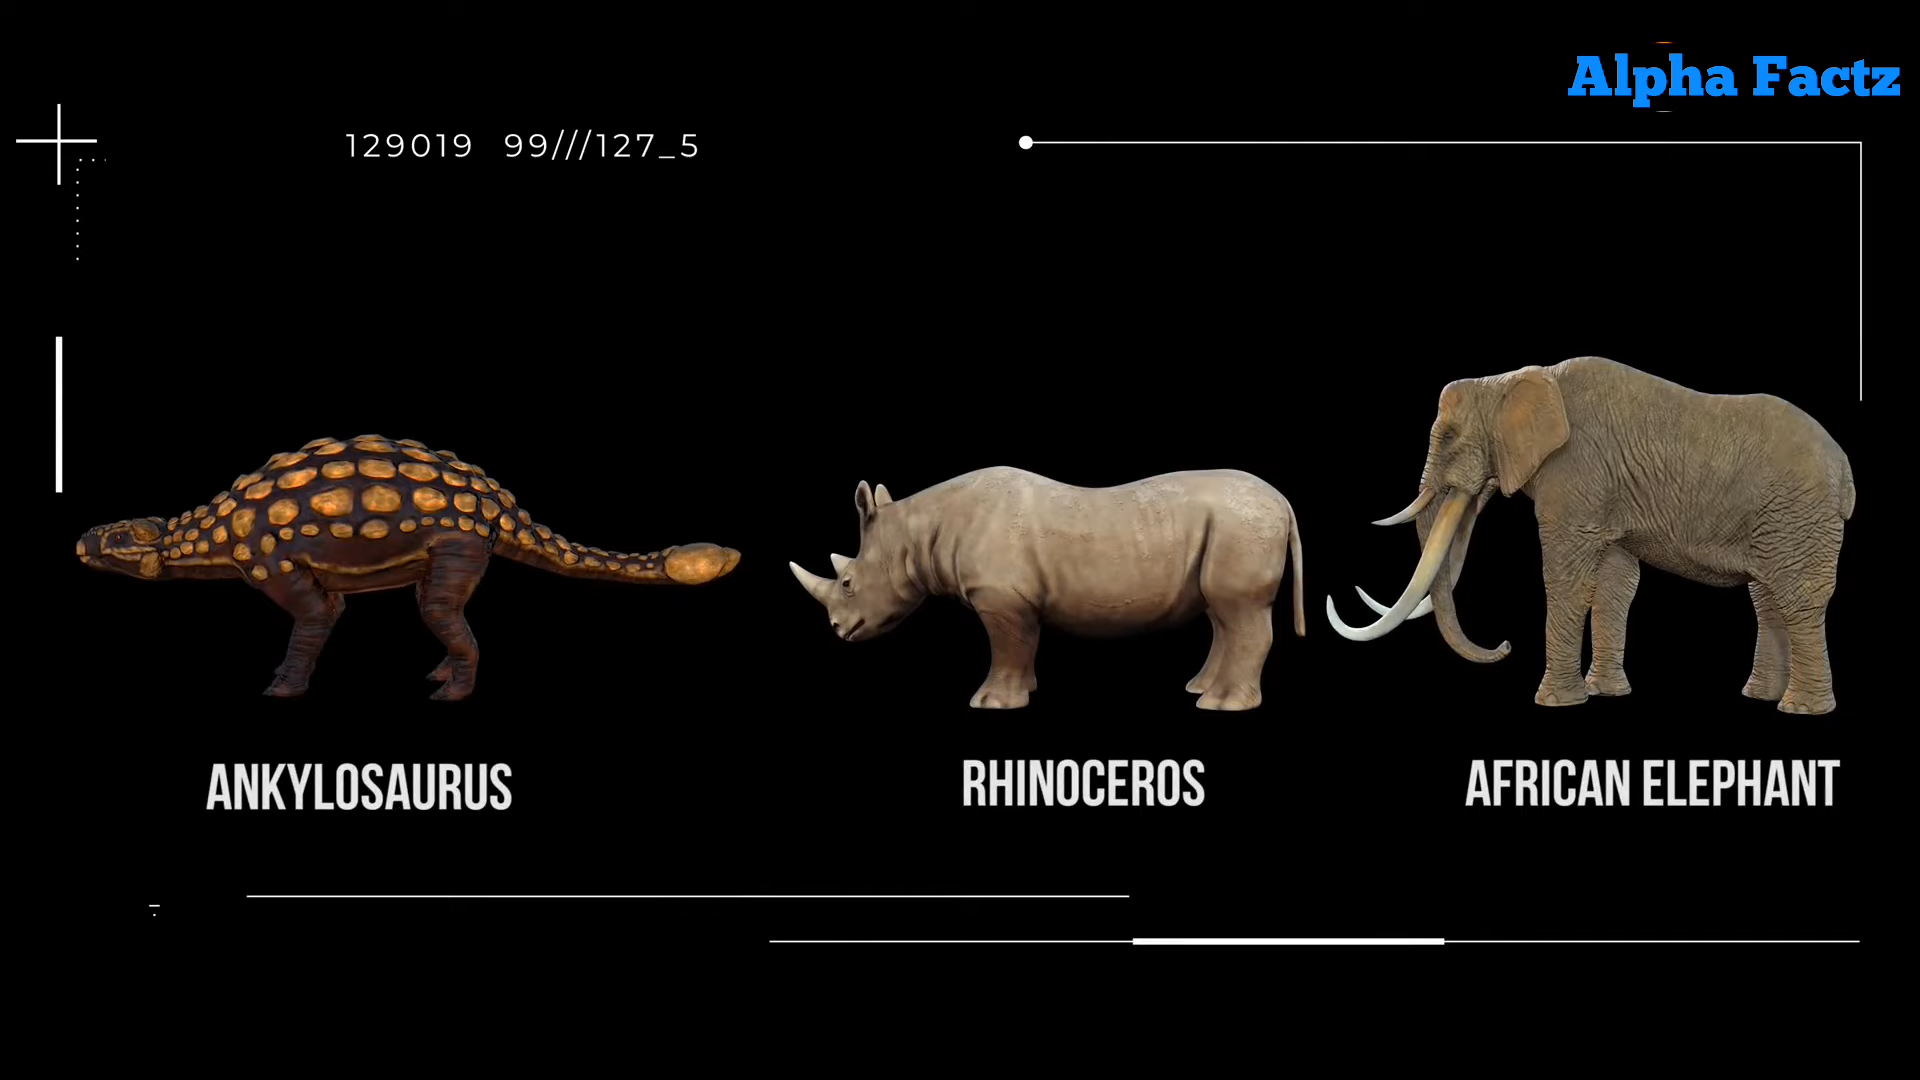 Alpha Factz
129019 99///127_5
ANKYLOSAURUS
RHINOCEROS
AFRICAN ELEPHANT